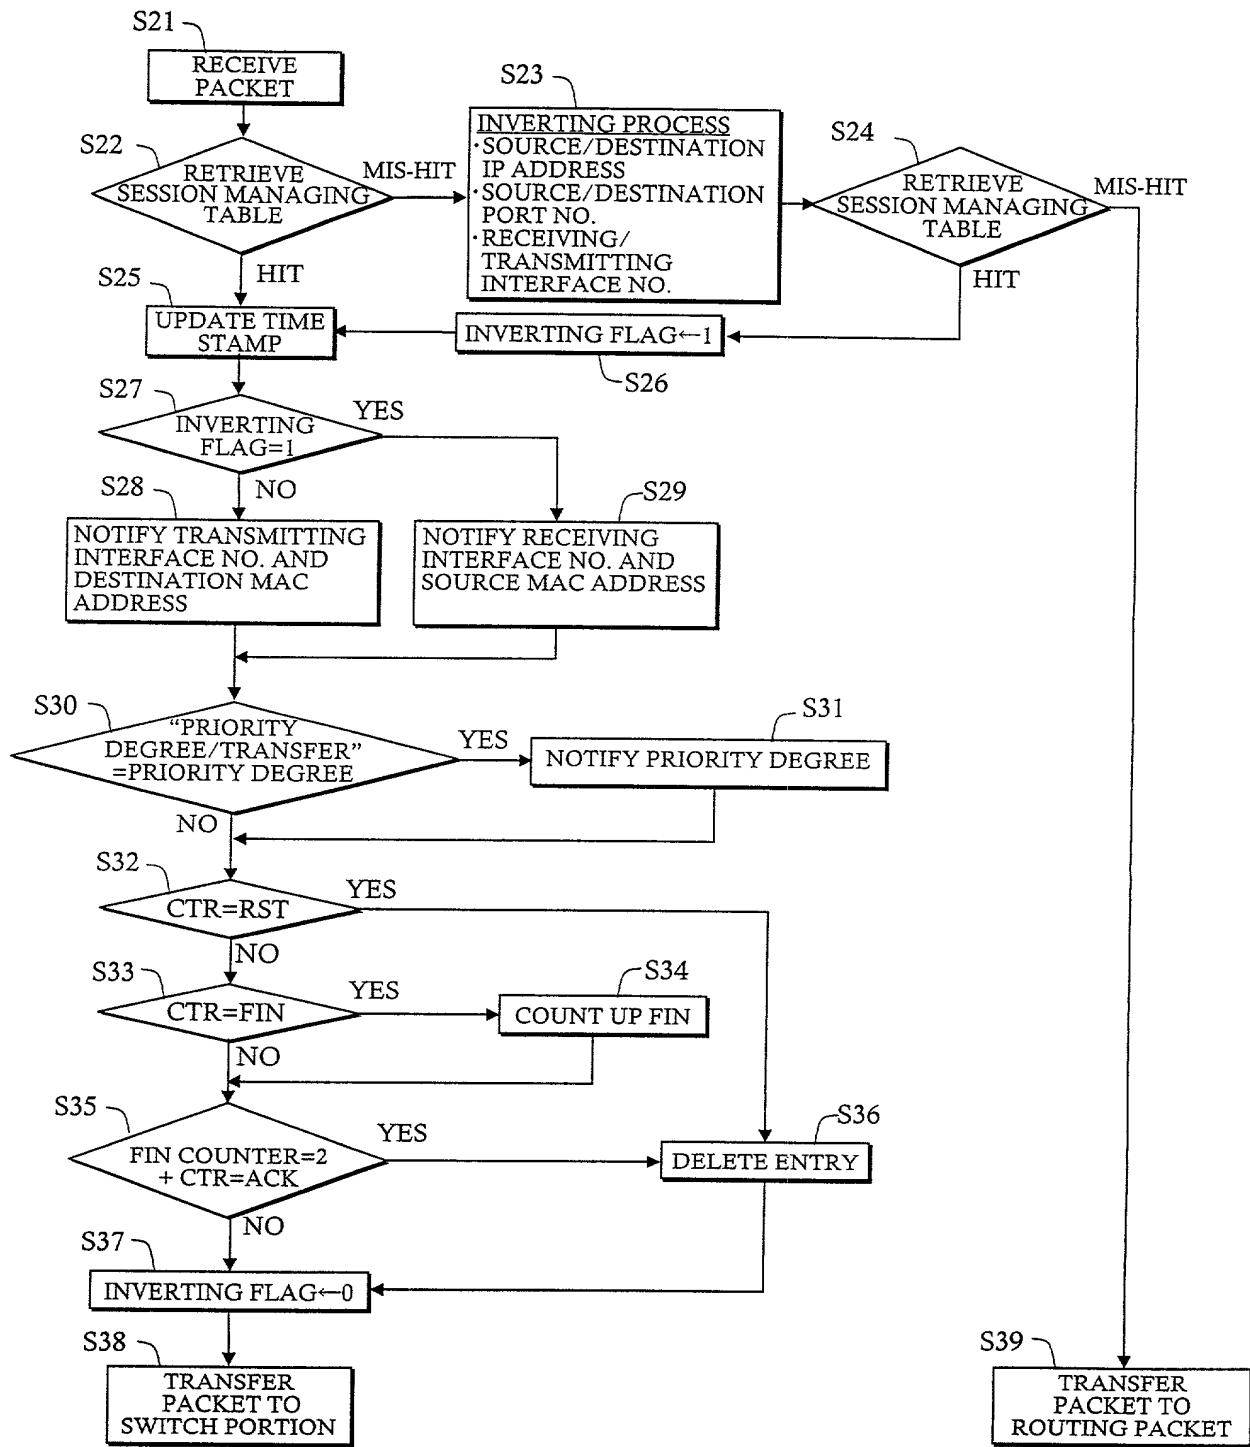 S21
RECEIVE
PACKET
S22
RETRIEVE
SESSION MANAGING
TABLE
MIS-HIT
HIT
S23
INVERTING PROCESS
·SOURCE/DESTINATION
IP ADDRESS
·SOURCE/DESTINATION
PORT NO.
·RECEIVING/
TRANSMITTING
INTERFACE NO.
S24
RETRIEVE
SESSION MANAGING
TABLE
MIS-HIT
HIT
S25
UPDATE TIME
STAMP
INVERTING FLAG←1
S26
S27
INVERTING
FLAG=1
YES
NO
S28
NOTIFY TRANSMITTING
INTERFACE NO. AND
DESTINATION MAC
ADDRESS
S29
NOTIFY RECEIVING
INTERFACE NO. AND
SOURCE MAC ADDRESS
S30
“PRIORITY
DEGREE/TRANSFER”
=PRIORITY DEGREE
YES
NO
S31
NOTIFY PRIORITY DEGREE
S32
CTR=RST
YES
NO
S33
CTR=FIN
YES
NO
S34
COUNT UP FIN
S35
FIN COUNTER=2
+ CTR=ACK
YES
NO
S36
DELETE ENTRY
S37
INVERTING FLAG←0
S38
TRANSFER
PACKET TO
SWITCH PORTION
S39
TRANSFER
PACKET TO
ROUTING PACKET